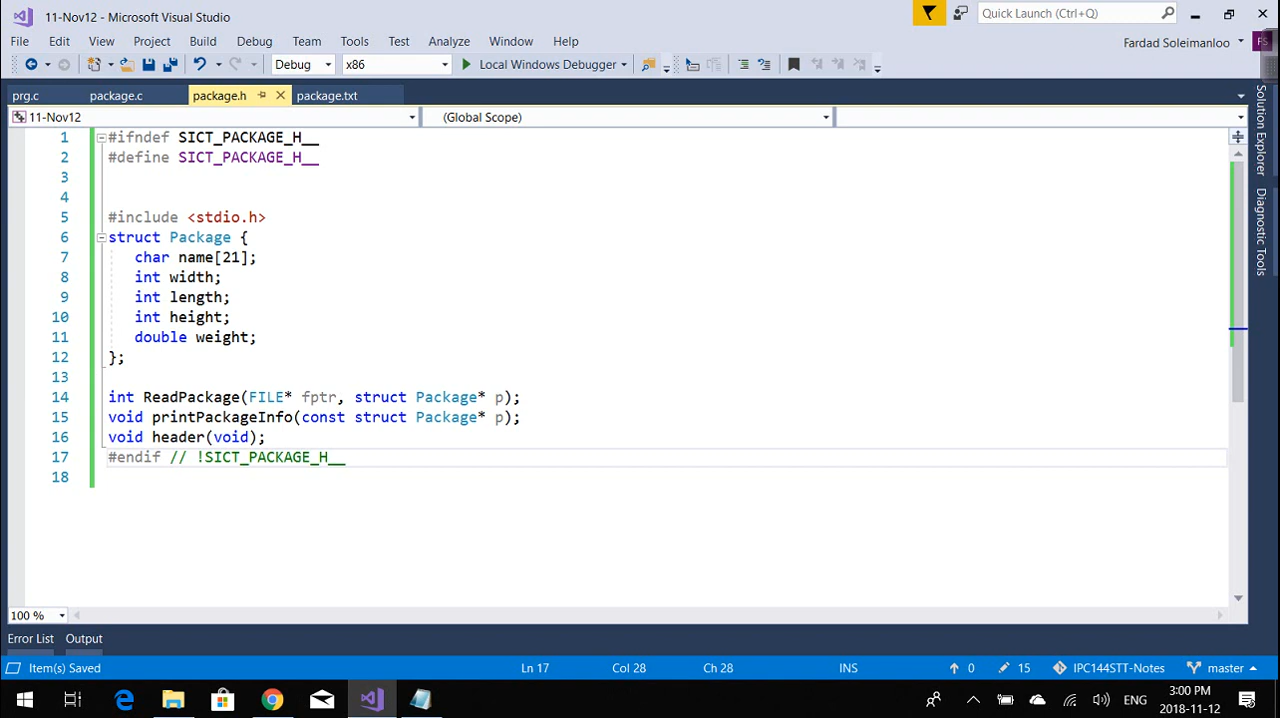 11-Nov12 - Microsoft Visual Studio
Quick Launch (Ctrl+Q)
File Edit View Project Build Debug Team Tools Test Analyze Window Help
Fardad Soleimanloo FS
Debug x86 Local Windows Debugger
prg.c package.c package.h package.txt
11-Nov12 (Global Scope)
1 #ifndef SICT_PACKAGE_H__
2 #define SICT_PACKAGE_H__
3
4
5 #include <stdio.h>
6 struct Package {
7 char name[21];
8 int width;
9 int length;
10 int height;
11 double weight;
12 };
13
14 int ReadPackage(FILE* fptr, struct Package* p);
15 void printPackageInfo(const struct Package* p);
16 void header(void);
17 #endif // !SICT_PACKAGE_H__
18
Solution Explorer
Diagnostic Tools
100 %
Error List Output
Item(s) Saved Ln 17 Col 28 Ch 28 INS 0 15 IPC144STT-Notes master
ENG
3:00 PM
2018-11-12